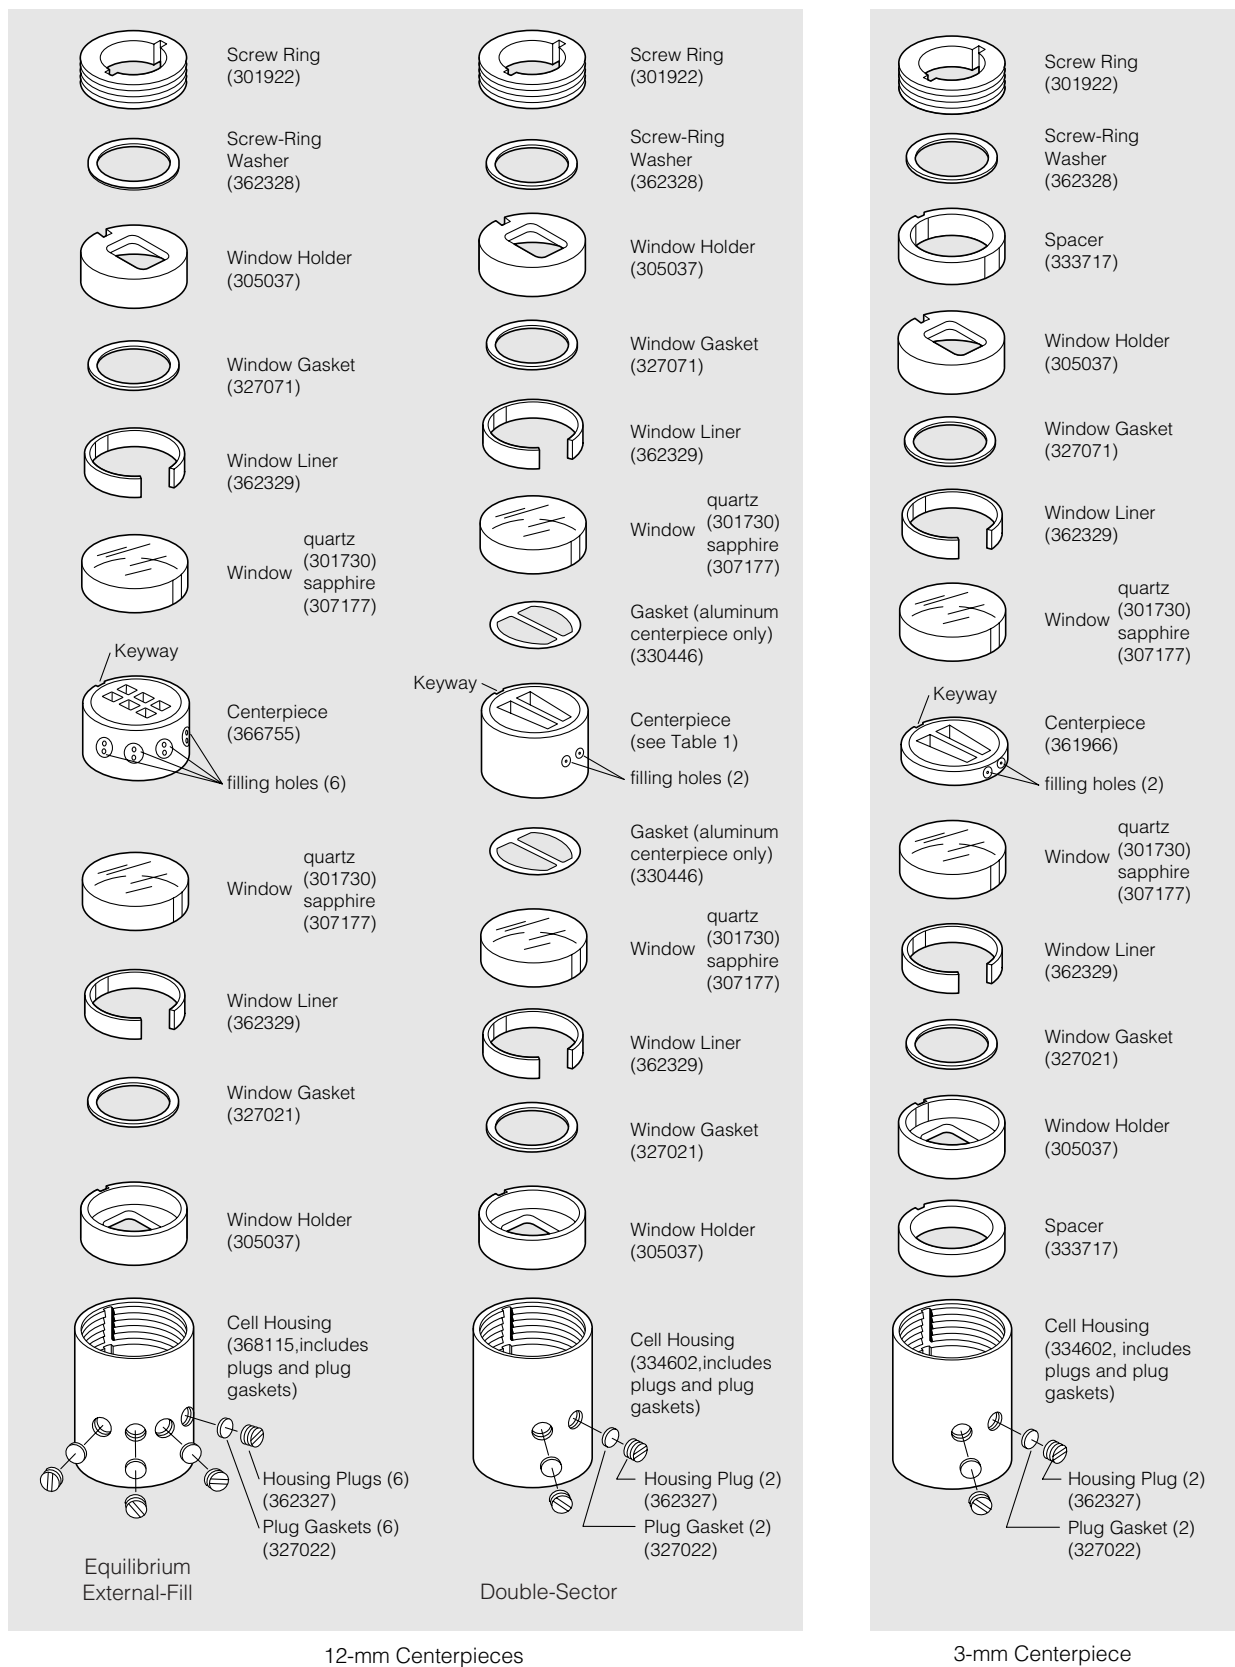 Screw Ring
(301922)
Screw-Ring
Washer
(362328)
Window Holder
(305037)
Window Gasket
(327071)
Window Liner
(362329)
Window
quartz
(301730)
sapphire
(307177)
Keyway
Centerpiece
(366755)
filling holes (6)
Window
quartz
(301730)
sapphire
(307177)
Window Liner
(362329)
Window Gasket
(327021)
Window Holder
(305037)
Cell Housing
(368115,includes
plugs and plug
gaskets)
Housing Plugs (6)
(362327)
Plug Gaskets (6)
(327022)
Equilibrium
External-Fill
Screw Ring
(301922)
Screw-Ring
Washer
(362328)
Window Holder
(305037)
Window Gasket
(327071)
Window Liner
(362329)
Window
quartz
(301730)
sapphire
(307177)
Gasket (aluminum
centerpiece only)
(330446)
Keyway
Centerpiece
(see Table 1)
filling holes (2)
Gasket (aluminum
centerpiece only)
(330446)
Window
quartz
(301730)
sapphire
(307177)
Window Liner
(362329)
Window Gasket
(327021)
Window Holder
(305037)
Cell Housing
(334602,includes
plugs and plug
gaskets)
Housing Plug (2)
(362327)
Plug Gasket (2)
(327022)
Double-Sector
12-mm Centerpieces
Screw Ring
(301922)
Screw-Ring
Washer
(362328)
Spacer
(333717)
Window Holder
(305037)
Window Gasket
(327071)
Window Liner
(362329)
Window
quartz
(301730)
sapphire
(307177)
Keyway
Centerpiece
(361966)
filling holes (2)
Window
quartz
(301730)
sapphire
(307177)
Window Liner
(362329)
Window Gasket
(327021)
Window Holder
(305037)
Spacer
(333717)
Cell Housing
(334602, includes
plugs and plug
gaskets)
Housing Plug (2)
(362327)
Plug Gasket (2)
(327022)
3-mm Centerpiece